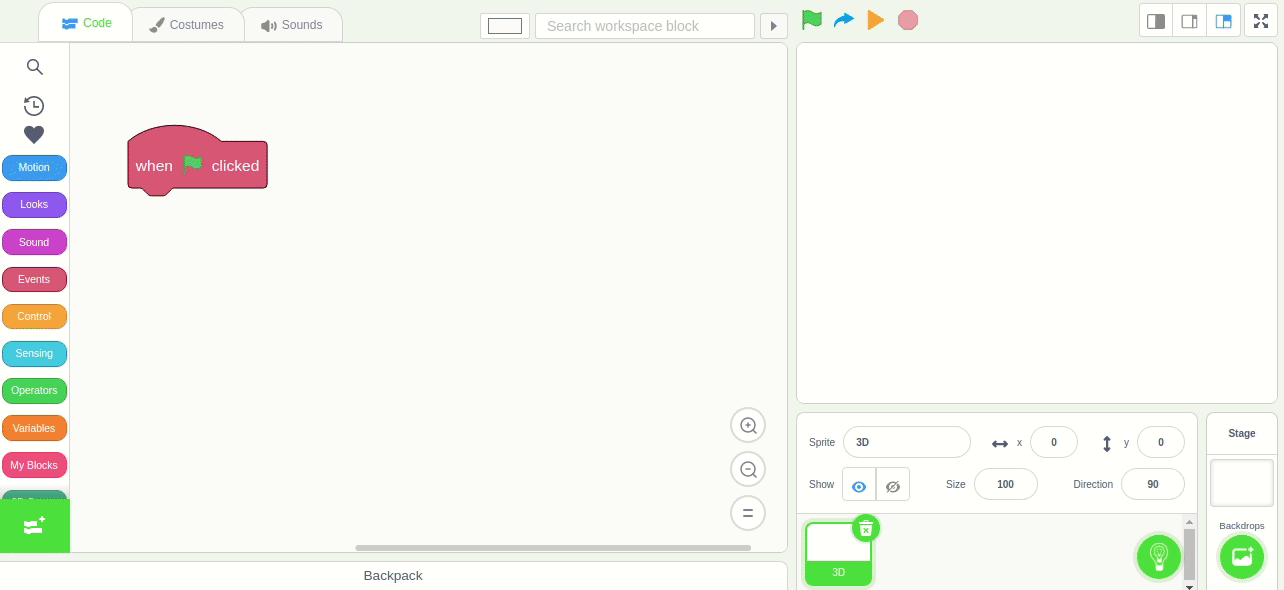 Code
Costumes
Sounds
Search workspace block
when clicked
Motion
Looks
Sound
Events
Control
Sensing
Operators
Variables
My Blocks
Backpack
Sprite 3D x 0 y 0
Show Size 100 Direction 90
3D
Stage
Backdrops